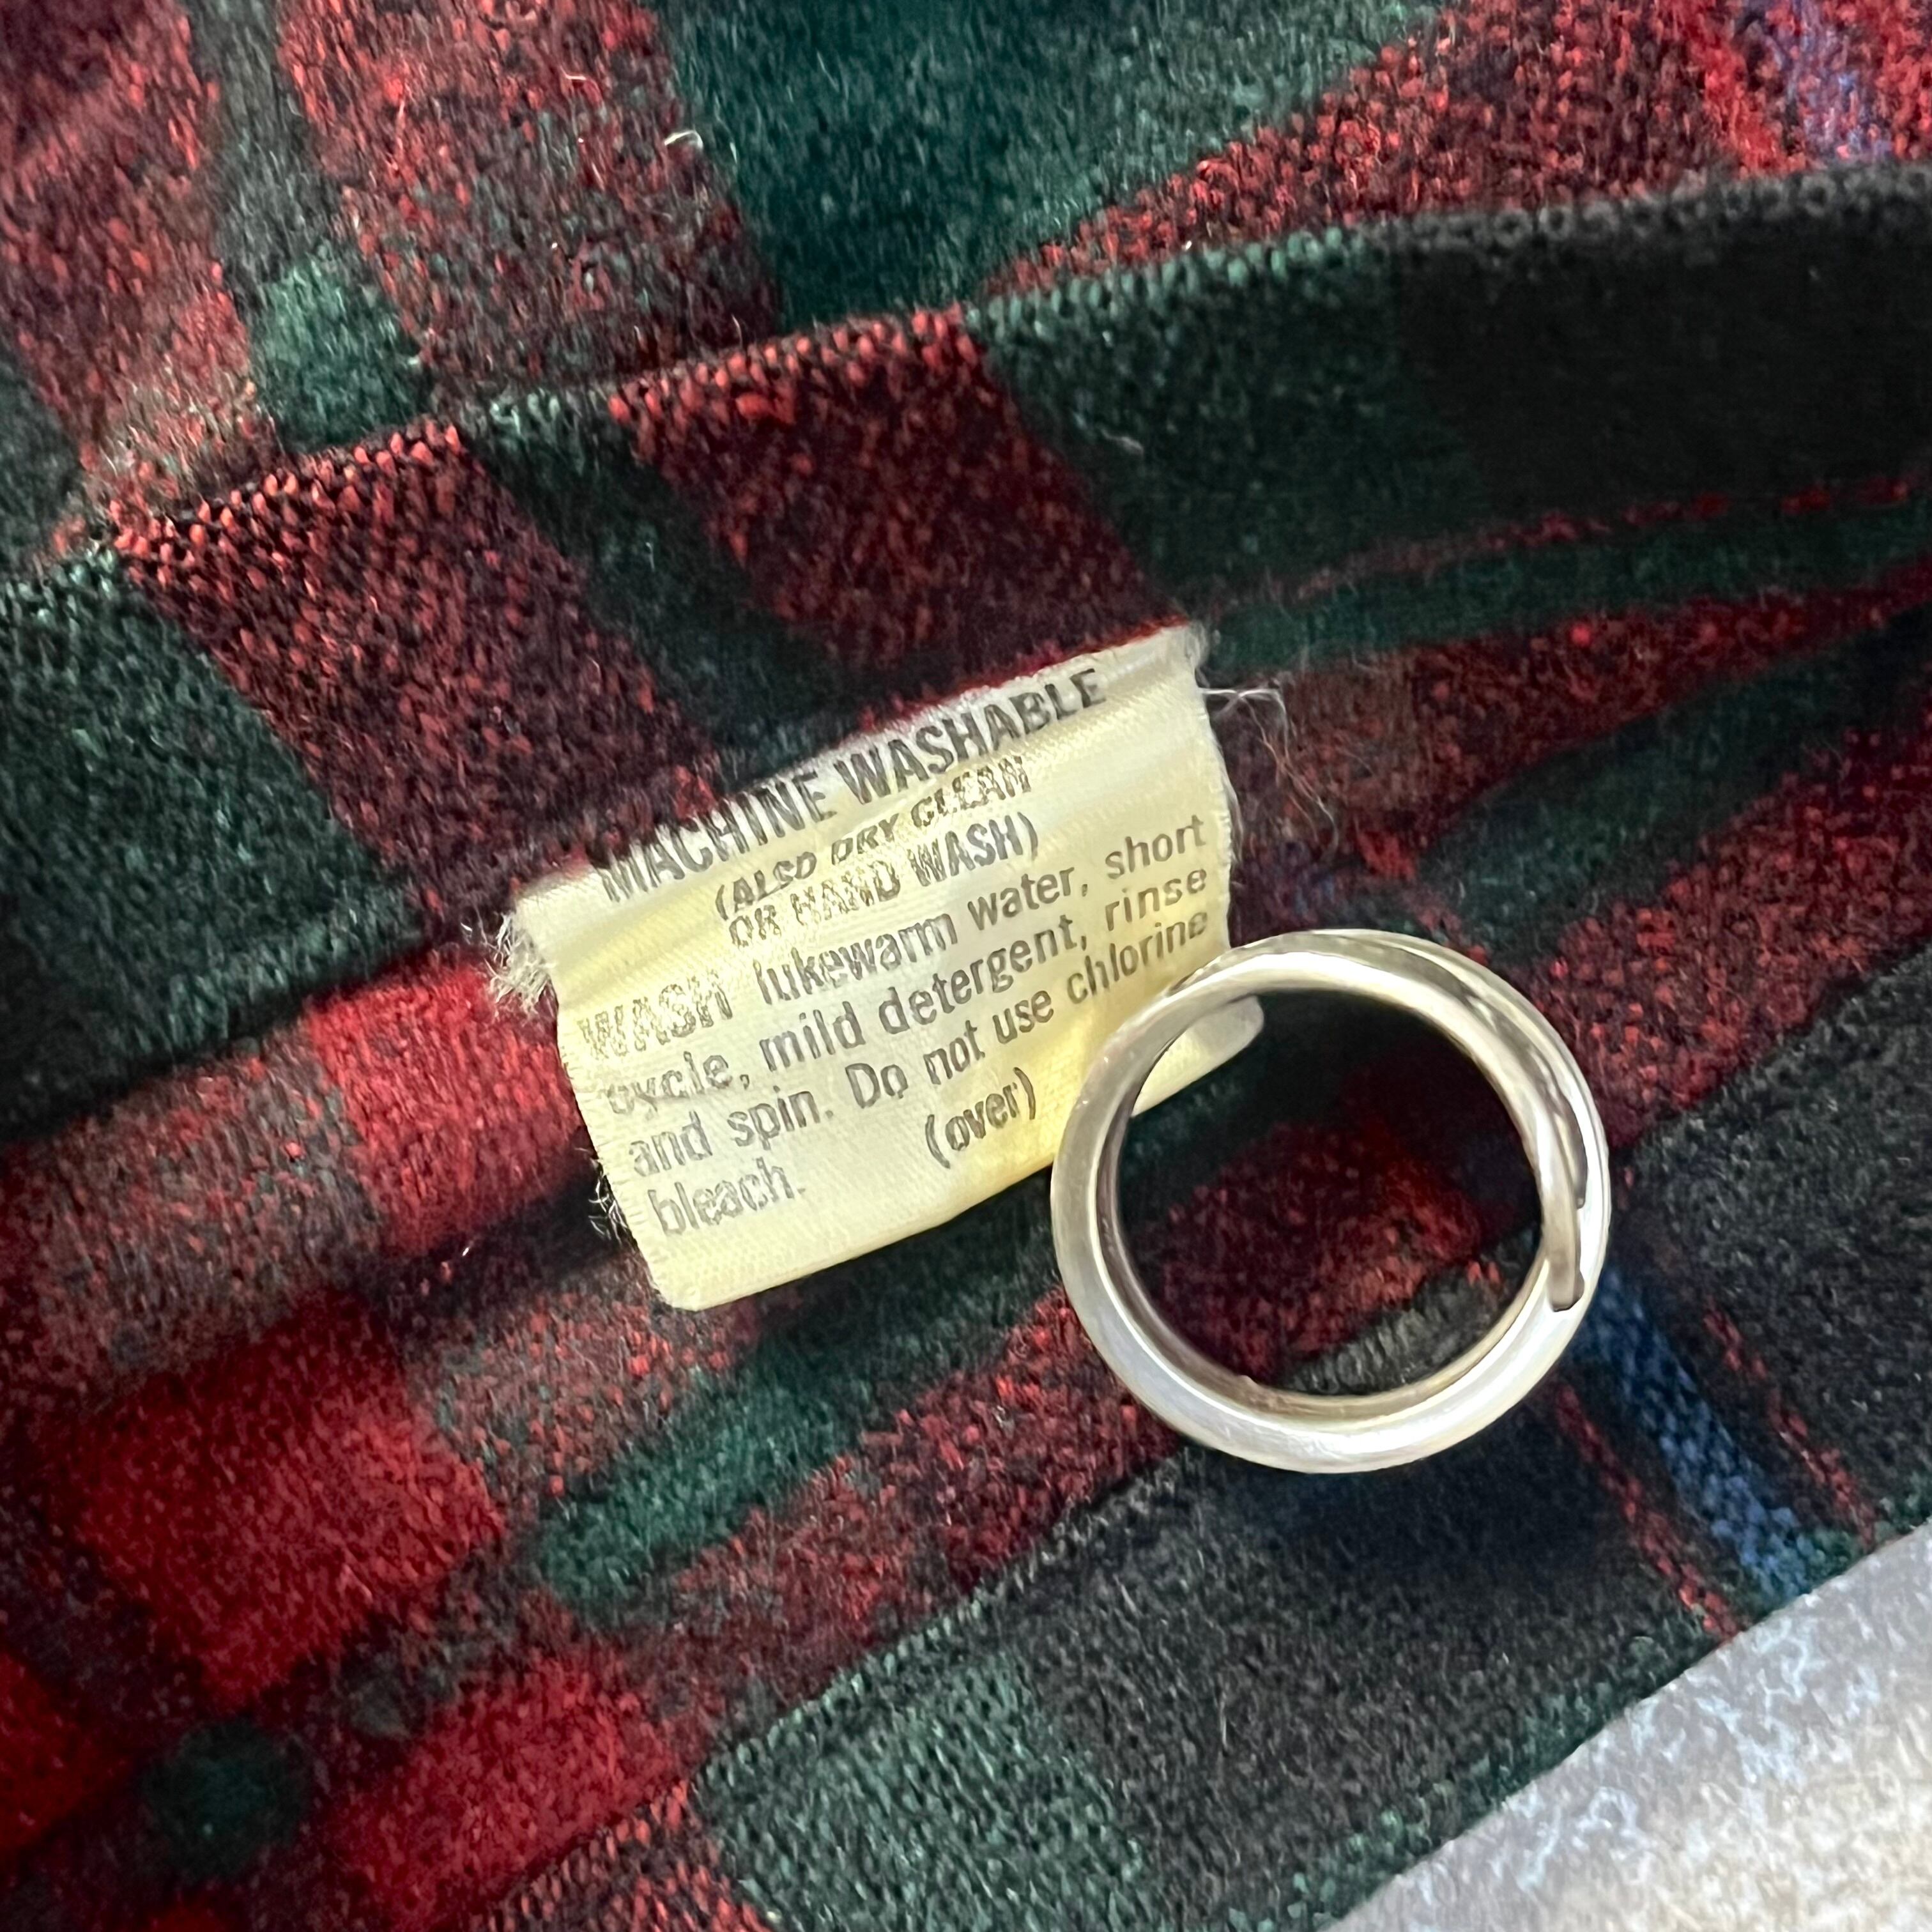 MACHINE WASHABLE
(ALSO DRY CLEAN
OR HAND WASH)
WASH lukewarm water, short
cycle, mild detergent, rinse
and spin. Do not use chlorine
bleach. (over)